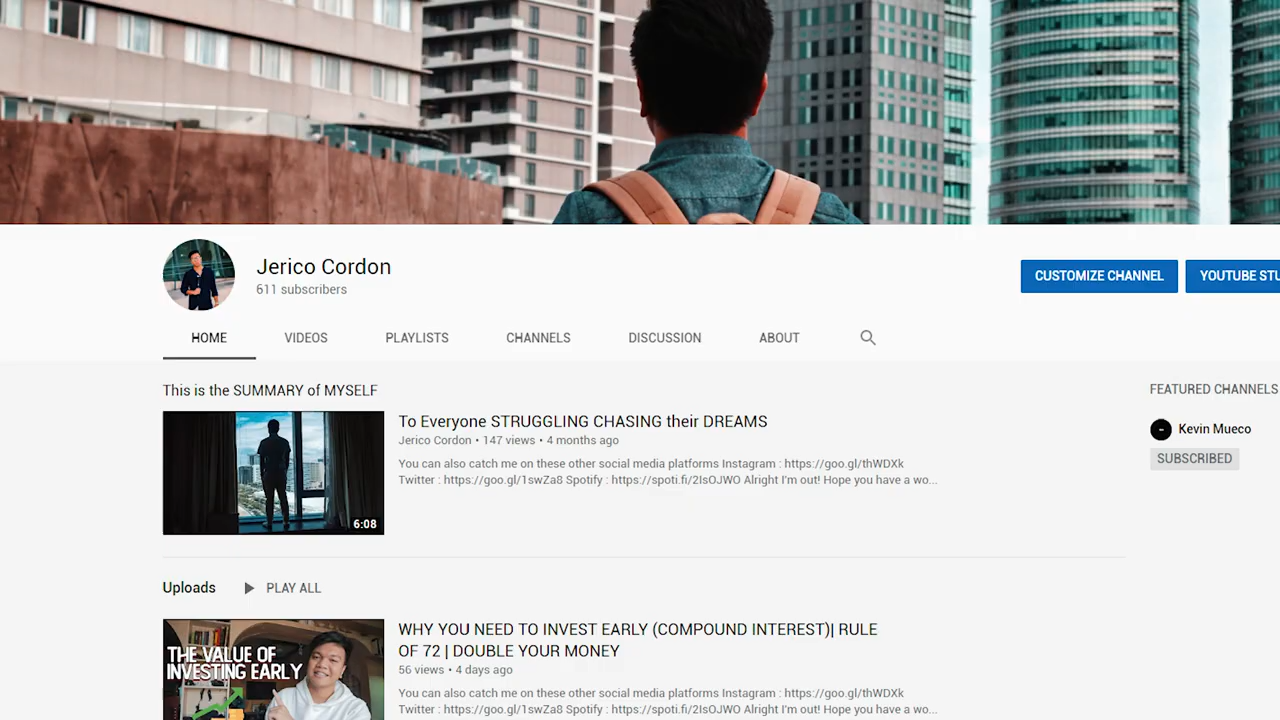 Jerico Cordon
611 subscribers
CUSTOMIZE CHANNEL
YOUTUBE STU
HOME
VIDEOS
PLAYLISTS
CHANNELS
DISCUSSION
ABOUT
This is the SUMMARY of MYSELF
6:08
To Everyone STRUGGLING CHASING their DREAMS
Jerico Cordon • 147 views • 4 months ago
You can also catch me on these other social media platforms Instagram : https://goo.gl/thWDXk
Twitter : https://goo.gl/1swZa8 Spotify : https://spoti.fi/2IsOJWO Alright I'm out! Hope you have a wo...
FEATURED CHANNELS
Kevin Mueco
SUBSCRIBED
Uploads
PLAY ALL
THE VALUE OF
INVESTING EARLY
WHY YOU NEED TO INVEST EARLY (COMPOUND INTEREST)| RULE
OF 72 | DOUBLE YOUR MONEY
56 views • 4 days ago
You can also catch me on these other social media platforms Instagram : https://goo.gl/thWDXk
Twitter : https://goo.gl/1swZa8 Spotify : https://spoti.fi/2IsOJWO Alright I'm out! Hope you have a wo...